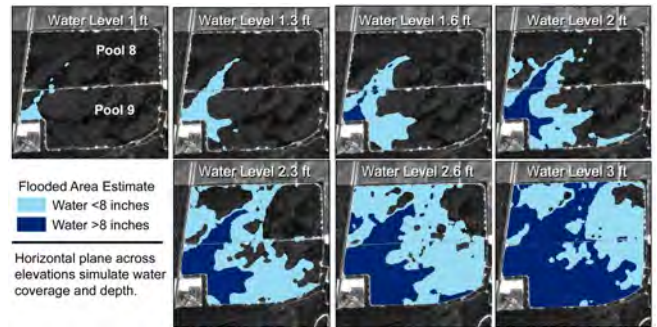 Water Level 1 ft
Water Level 1.3 ft
Water Level 1.6 ft
Water Level 2 ft
Pool 8
Pool 9
Water Level 2.3 ft
Water Level 2.6 ft
Water Level 3 ft
Flooded Area Estimate
Water <8 inches
Water >8 inches
Horizontal plane across
elevations simulate water
coverage and depth.